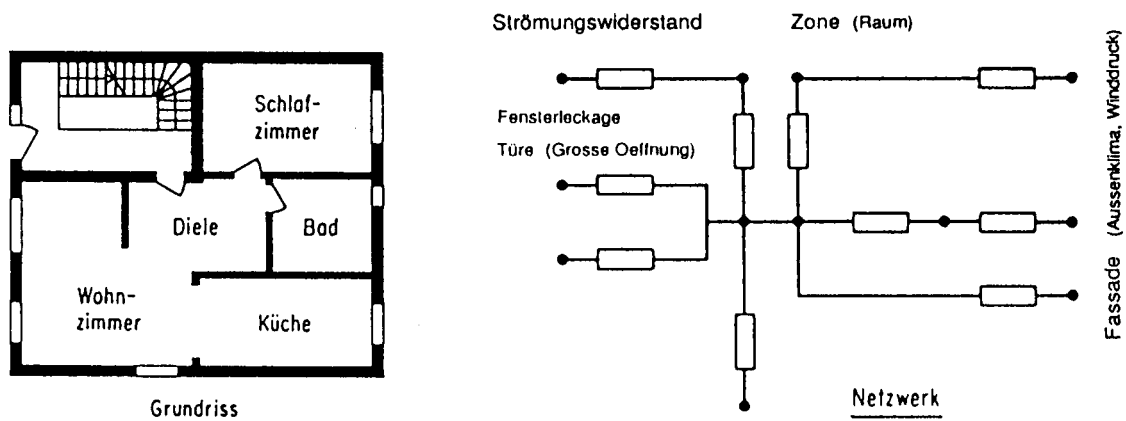 Schlaf-
zimmer
Diele
Bad
Wohn-
zimmer
Küche
Grundriss
Strömungswiderstand
Zone (Raum)
Fensterleckage
Türe (Grosse Oeffnung)
Fassade (Aussenklima, Winddruck)
Netzwerk